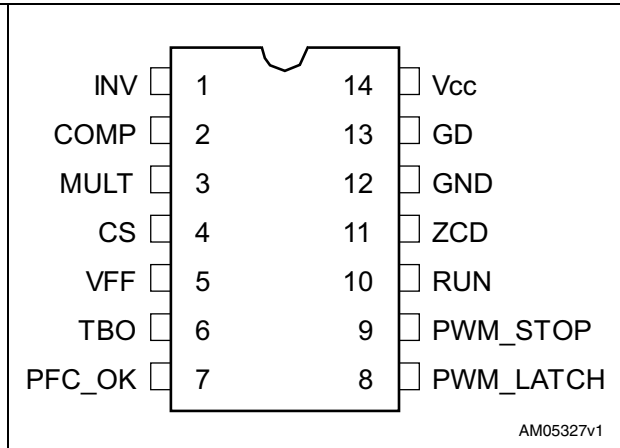 INV 1 14 Vcc
COMP 2 13 GD
MULT 3 12 GND
CS 4 11 ZCD
VFF 5 10 RUN
TBO 6 9 PWM_STOP
PFC_OK 7 8 PWM_LATCH
AM05327v1